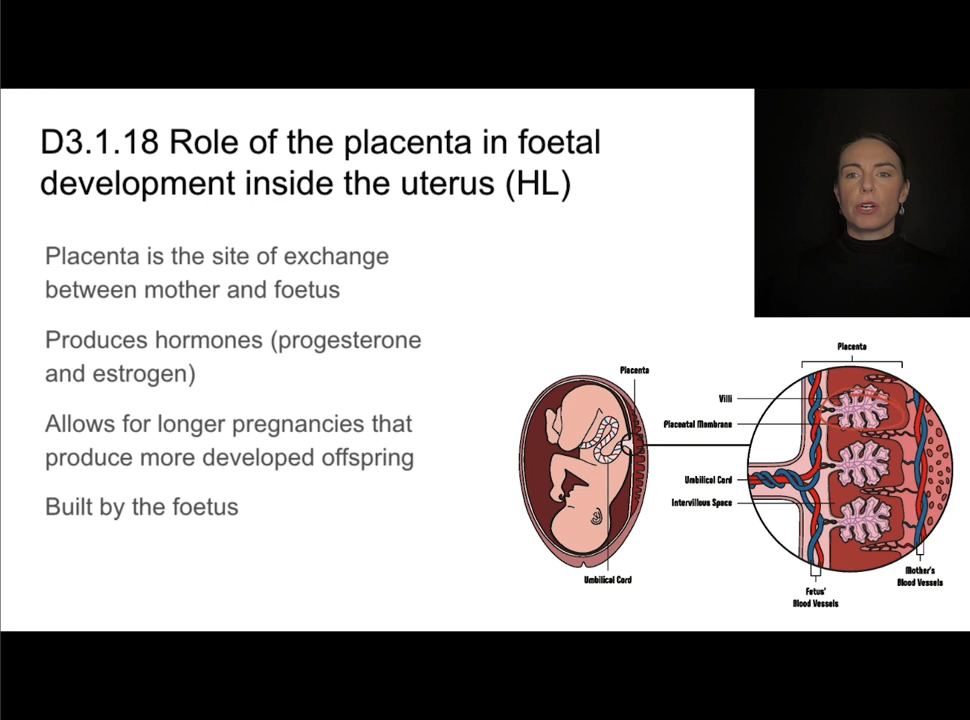 D3.1.18 Role of the placenta in foetal
development inside the uterus (HL)
Placenta is the site of exchange
between mother and foetus
Produces hormones (progesterone
and estrogen)
Allows for longer pregnancies that
produce more developed offspring
Built by the foetus
Placenta
Umbilical Cord
Placenta
Villi
Placental Membrane
Umbilical Cord
Intervillous Space
Fetus'
Blood Vessels
Mother's
Blood Vessels